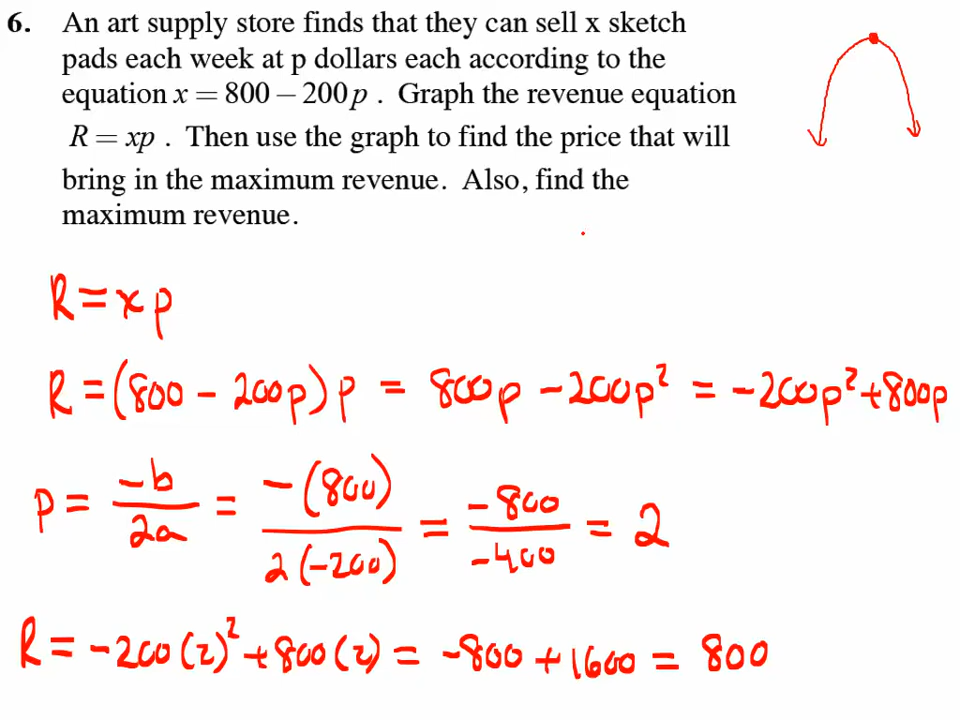 6. An art supply store finds that they can sell x sketch
pads each week at p dollars each according to the
equation x = 800 − 200p . Graph the revenue equation
R = xp . Then use the graph to find the price that will
bring in the maximum revenue. Also, find the
maximum revenue.
R = xp
R = (800 - 200p)p = 800p - 200p² = -200p² + 800p
p = -b/2a = -(800)/2(-200) = -800/-400 = 2
R = -200(2)² + 800(2) = -800 + 1600 = 800